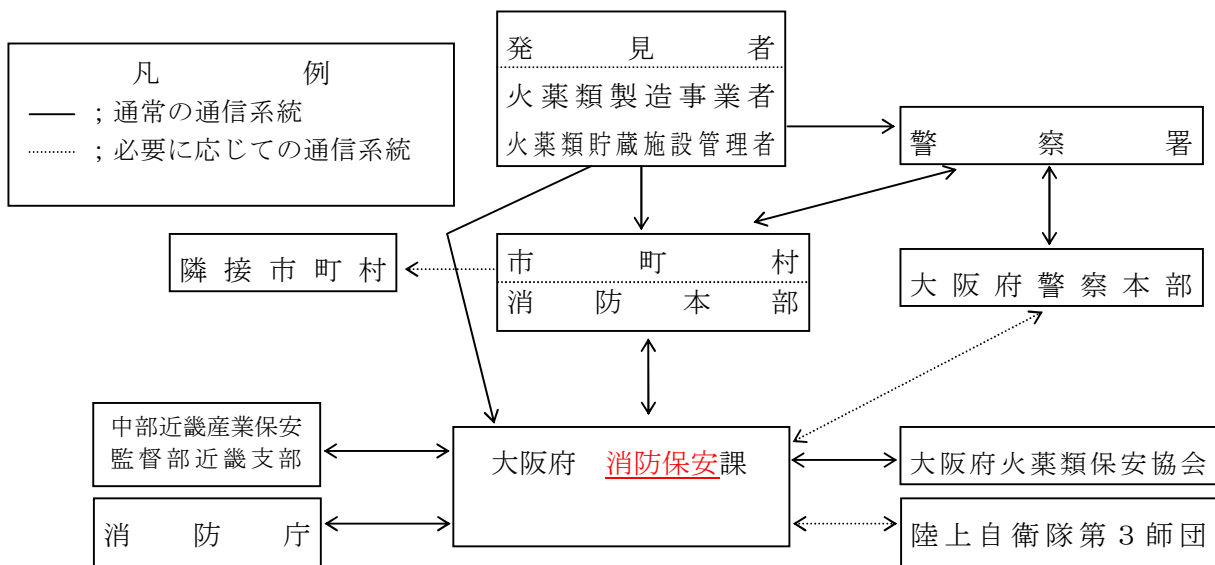 凡例
――;通常の通信系統
………;必要に応じての通信系統
発見者
火薬類製造事業者
火薬類貯蔵施設管理者
警察署
隣接市町村
市町村
消防本部
大阪府警察本部
中部近畿産業保安
監督部近畿支部
大阪府 消防保安課
大阪府火薬類保安協会
消防庁
陸上自衛隊第3師団